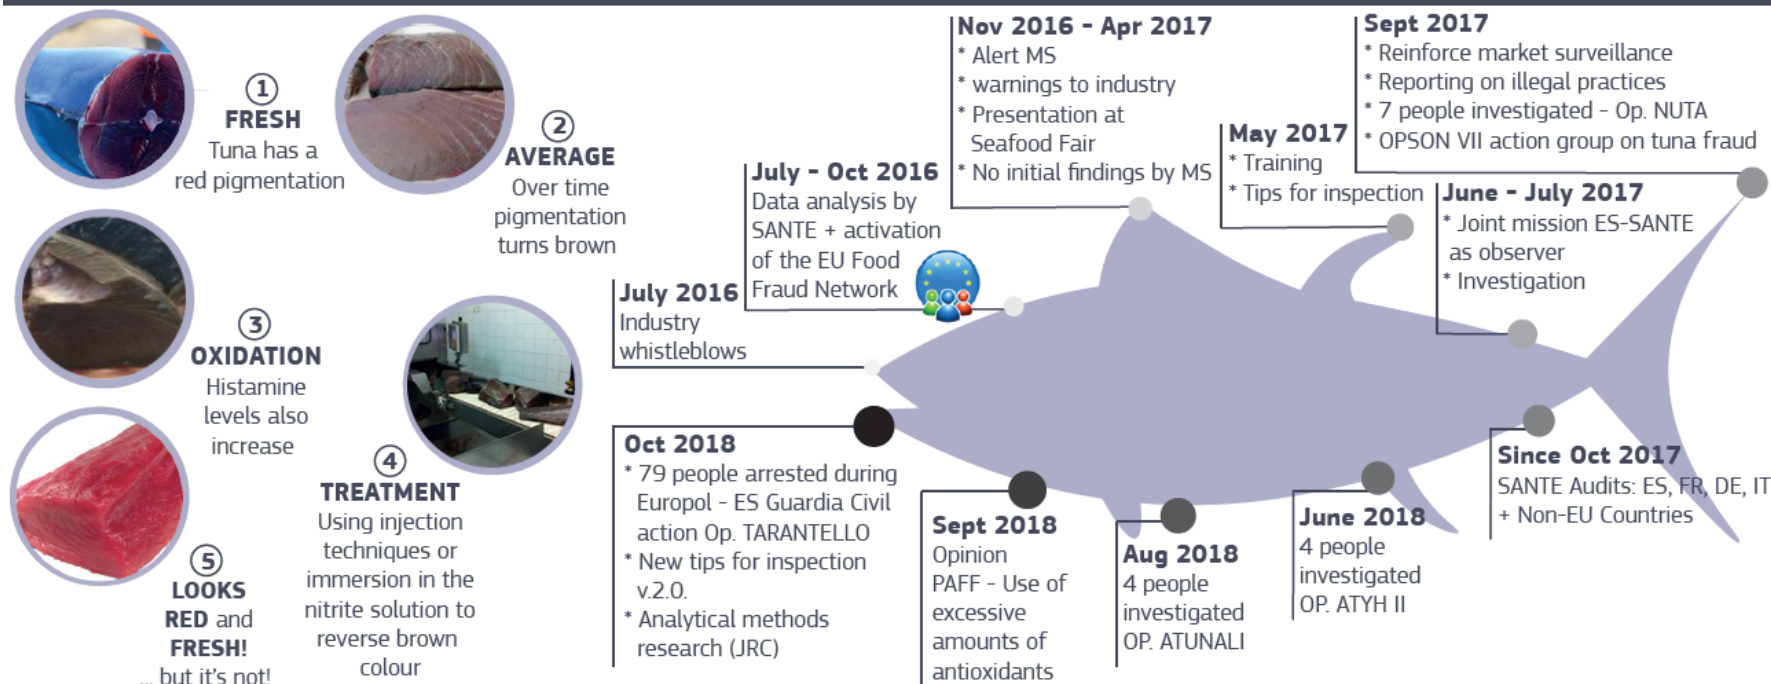 1
FRESH
Tuna has a
red pigmentation
2
AVERAGE
Over time
pigmentation
turns brown
3
OXIDATION
Histamine
levels also
increase
4
TREATMENT
Using injection
techniques or
immersion in the
nitrite solution to
reverse brown
colour
5
LOOKS
RED and
FRESH!
... but it's not!
July 2016
Industry
whistleblows
July - Oct 2016
Data analysis by
SANTE + activation
of the EU Food
Fraud Network
Nov 2016 - Apr 2017
* Alert MS
* warnings to industry
* Presentation at
Seafood Fair
* No initial findings by MS
May 2017
* Training
* Tips for inspection
June - July 2017
* Joint mission ES-SANTE
as observer
* Investigation
Sept 2017
* Reinforce market surveillance
* Reporting on illegal practices
* 7 people investigated - Op. NUTA
* OPSON VII action group on tuna fraud
Since Oct 2017
SANTE Audits: ES, FR, DE, IT
+ Non-EU Countries
June 2018
4 people
investigated
OP. ATYH II
Aug 2018
4 people
investigated
OP. ATUNALI
Sept 2018
Opinion
PAFF - Use of
excessive
amounts of
antioxidants
Oct 2018
* 79 people arrested during
Europol - ES Guardia Civil
action Op. TARANTELLO
* New tips for inspection
v.2.0.
* Analytical methods
research (JRC)